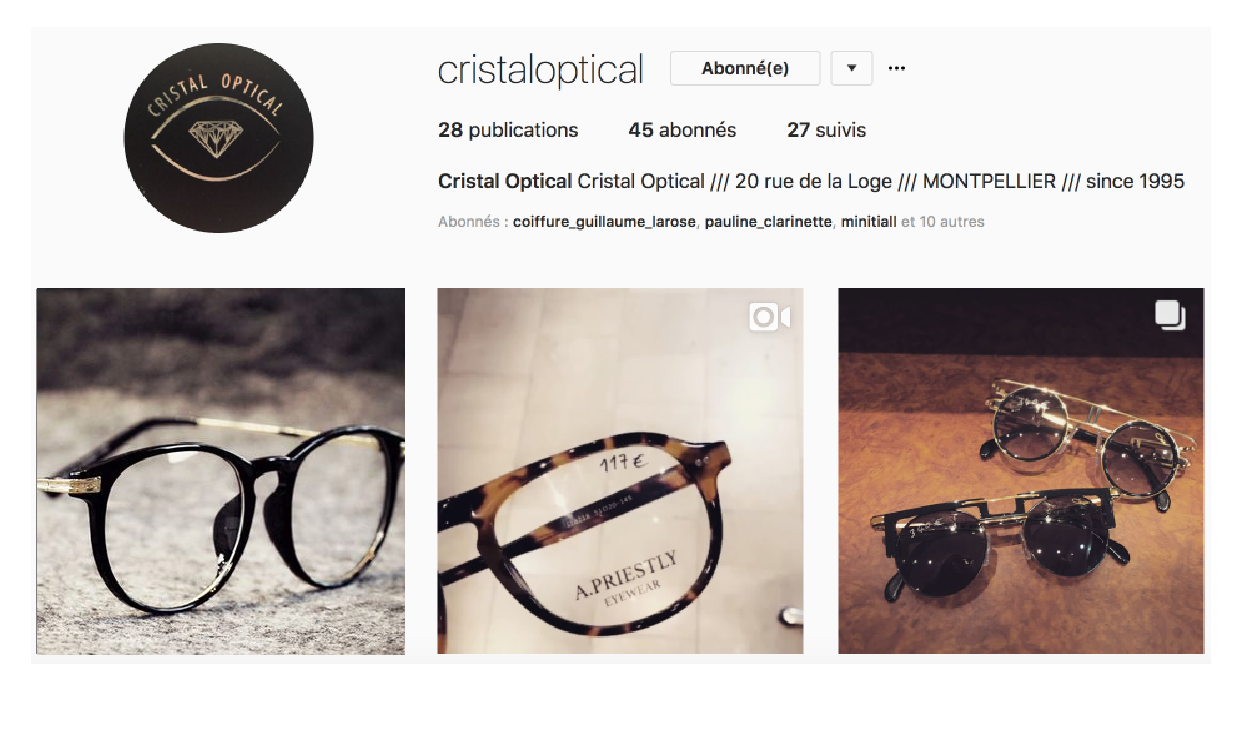 CRISTAL OPTICAL
cristaloptical
Abonné(e)
28 publications 45 abonnés 27 suivis
Cristal Optical Cristal Optical /// 20 rue de la Loge /// MONTPELLIER /// since 1995
Abonnés : coiffure_guillaume_larose, pauline_clarinette, minitiall et 10 autres
117€
A.PRIESTLY
EYEWEAR